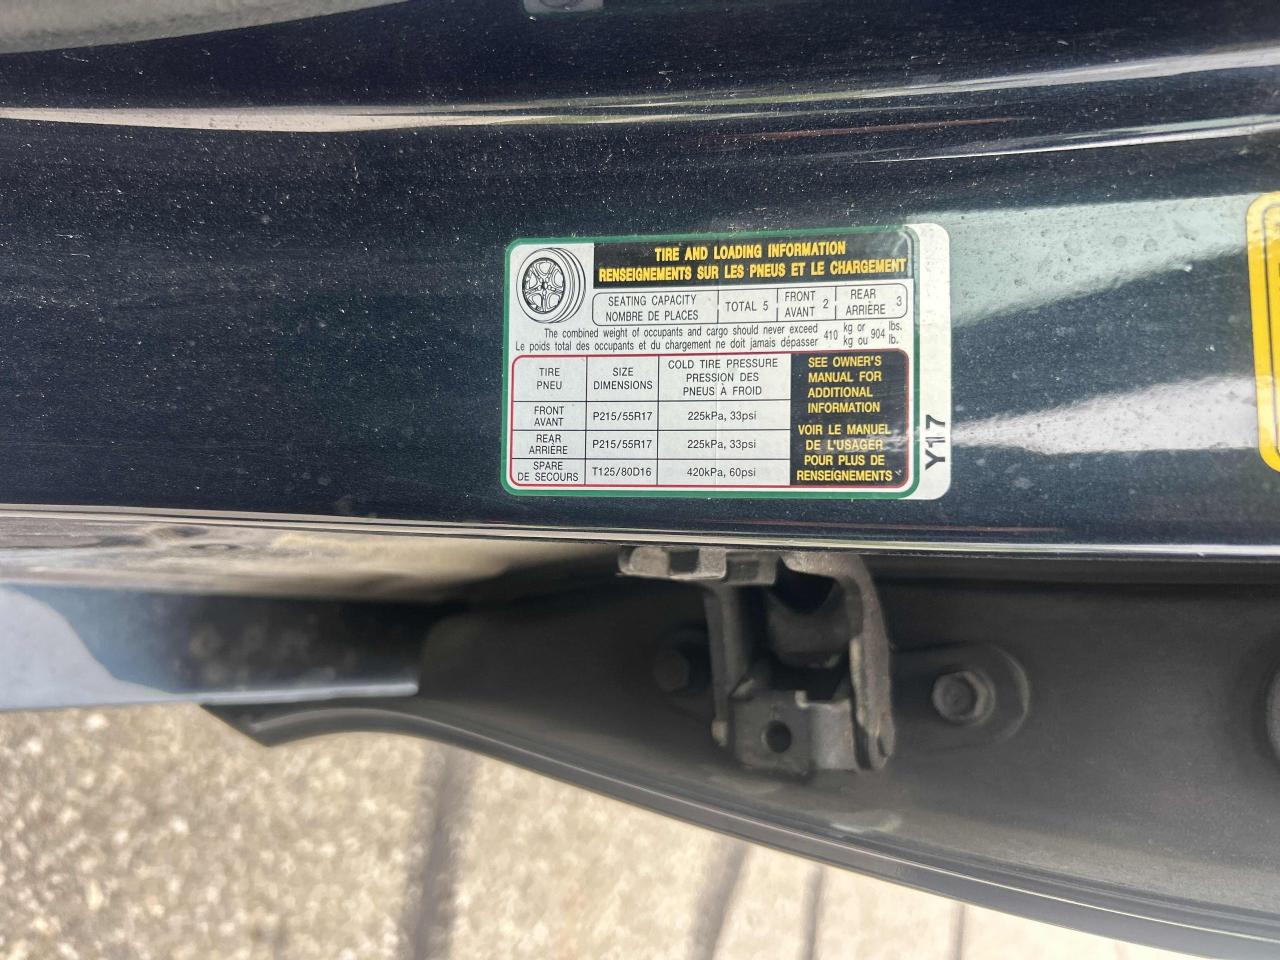 TIRE AND LOADING INFORMATION
RENSEIGNEMENTS SUR LES PNEUS ET LE CHARGEMENT
SEATING CAPACITY
NOMBRE DE PLACES
TOTAL 5
FRONT
AVANT
2
REAR
ARRIÈRE
3
The combined weight of occupants and cargo should never exceed 410 kg or 904 lbs.
Le poids total des occupants et du chargement ne doit jamais dépasser kg ou lb.
TIRE
PNEU
SIZE
DIMENSIONS
COLD TIRE PRESSURE
PRESSION DES
PNEUS À FROID
FRONT
AVANT
P215/55R17
225kPa, 33psi
REAR
ARRIÈRE
P215/55R17
225kPa, 33psi
SPARE
DE SECOURS
T125/80D16
420kPa, 60psi
SEE OWNER'S
MANUAL FOR
ADDITIONAL
INFORMATION
VOIR LE MANUEL
DE L'USAGER
POUR PLUS DE
RENSEIGNEMENTS
Y17